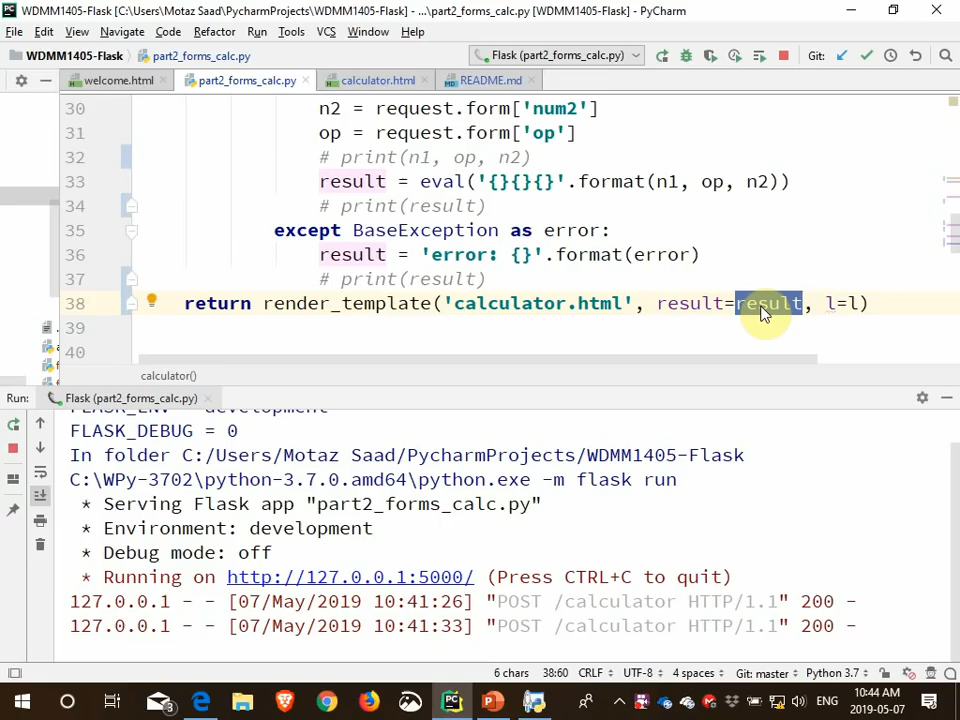 WDMM1405-Flask [C:\Users\Motaz Saad\PycharmProjects\WDMM1405-Flask] - ...\part2_forms_calc.py [WDMM1405-Flask] - PyCharm
File Edit View Navigate Code Refactor Run Tools VCS Window Help
WDMM1405-Flask part2_forms_calc.py Flask (part2_forms_calc.py) Git:
welcome.html part2_forms_calc.py calculator.html README.md
30 n2 = request.form['num2']
31 op = request.form['op']
32 # print(n1, op, n2)
33 result = eval('{}{}{}'.format(n1, op, n2))
34 # print(result)
35 except BaseException as error:
36 result = 'error: {}'.format(error)
37 # print(result)
38 return render_template('calculator.html', result=result, l=l)
39
40
calculator()
Run: Flask (part2_forms_calc.py)
FLASK_ENV = development
FLASK_DEBUG = 0
In folder C:/Users/Motaz Saad/PycharmProjects/WDMM1405-Flask
C:\WPy-3702\python-3.7.0.amd64\python.exe -m flask run
* Serving Flask app "part2_forms_calc.py"
* Environment: development
* Debug mode: off
* Running on http://127.0.0.1:5000/ (Press CTRL+C to quit)
127.0.0.1 - - [07/May/2019 10:41:26] "POST /calculator HTTP/1.1" 200 -
127.0.0.1 - - [07/May/2019 10:41:33] "POST /calculator HTTP/1.1" 200 -
6 chars 38:60 CRLF UTF-8 4 spaces Git: master Python 3.7
3 ENG 10:44 AM
2019-05-07